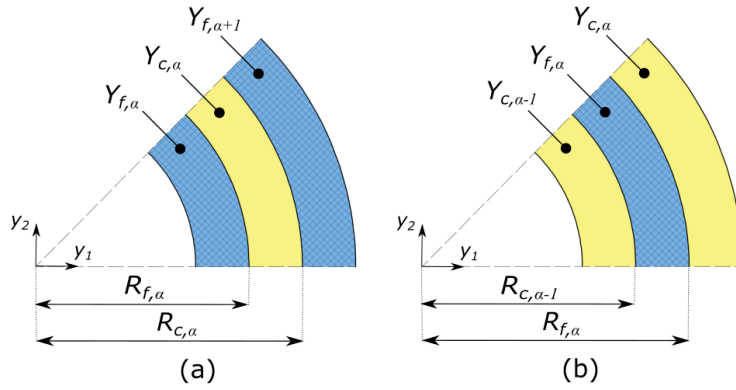 Y_{f,α+1}
Y_{c,α}
Y_{f,α}
y_2
y_1
R_{f,α}
R_{c,α}
(a)
Y_{c,α}
Y_{f,α}
Y_{c,α-1}
y_2
y_1
R_{c,α-1}
R_{f,α}
(b)